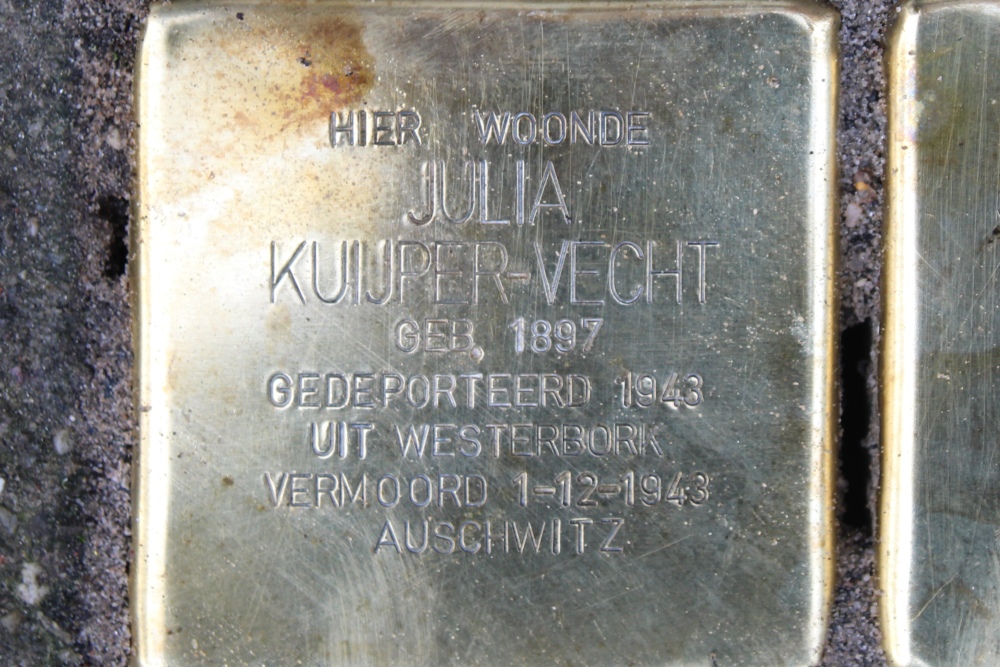 HIER WOONDE
JULIA
KUIJPER-VECHT
GEB. 1897
GEDEPORTEERD 1943
UIT WESTERBORK
VERMOORD 1-12-1943
AUSCHWITZ